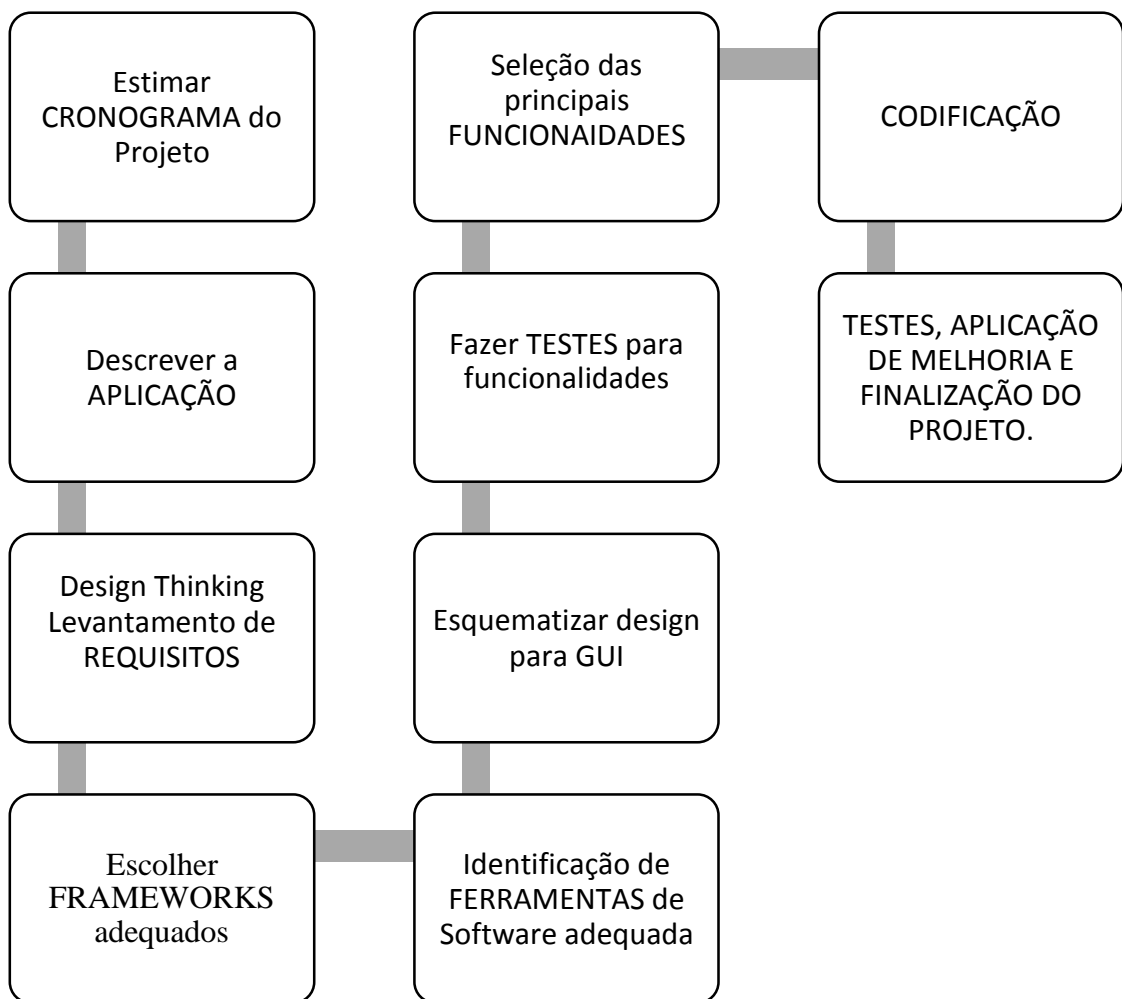 Estimar
CRONOGRAMA do
Projeto
Descrever a
APLICAÇÃO
Design Thinking
Levantamento de
REQUISITOS
Escolher
FRAMEWORKS
adequados
Identificação de
FERRAMENTAS de
Software adequada
Esquematizar design
para GUI
Fazer TESTES para
funcionalidades
Seleção das
principais
FUNCIONAIDADES
CODIFICAÇÃO
TESTES, APLICAÇÃO
DE MELHORIA E
FINALIZAÇÃO DO
PROJETO.